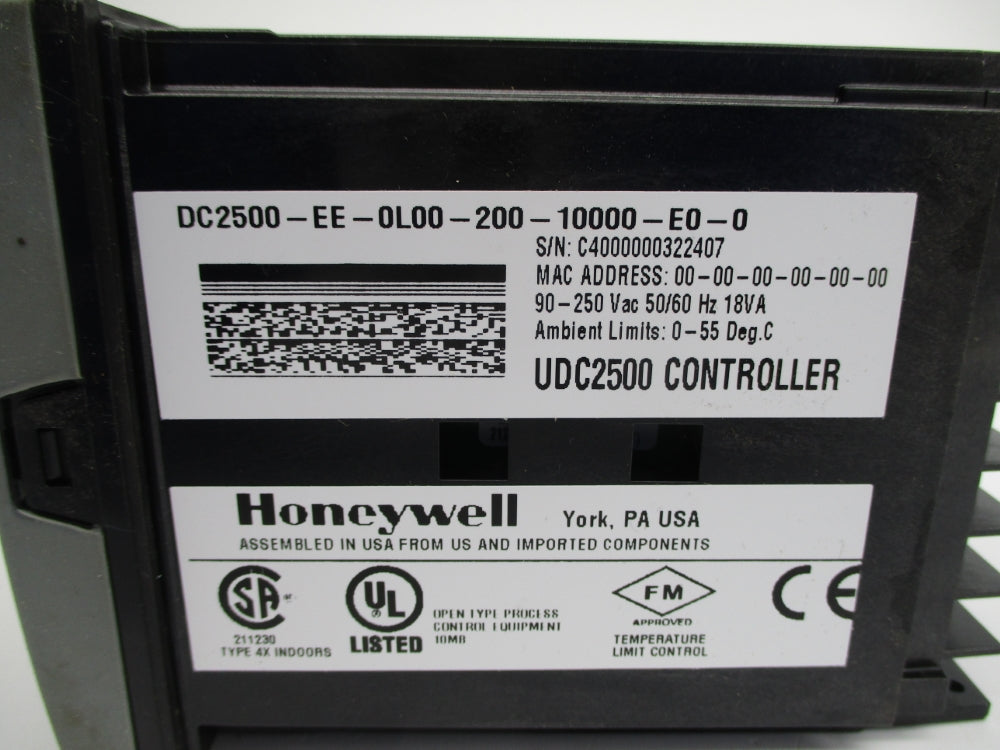 DC2500-EE-0L00-200-10000-E0-0
S/N: C4000000322407
MAC ADDRESS: 00-00-00-00-00-00
90-250 Vac 50/60 Hz 18VA
Ambient Limits: 0-55 Deg.C
UDC2500 CONTROLLER
Honeywell York, PA USA
ASSEMBLED IN USA FROM US AND IMPORTED COMPONENTS
SA
211230
TYPE 4X INDOORS
UL
LISTED
OPEN TYPE PROCESS
CONTROL EQUIPMENT
10MB
FM
APPROVED
TEMPERATURE
LIMIT CONTROL
CE